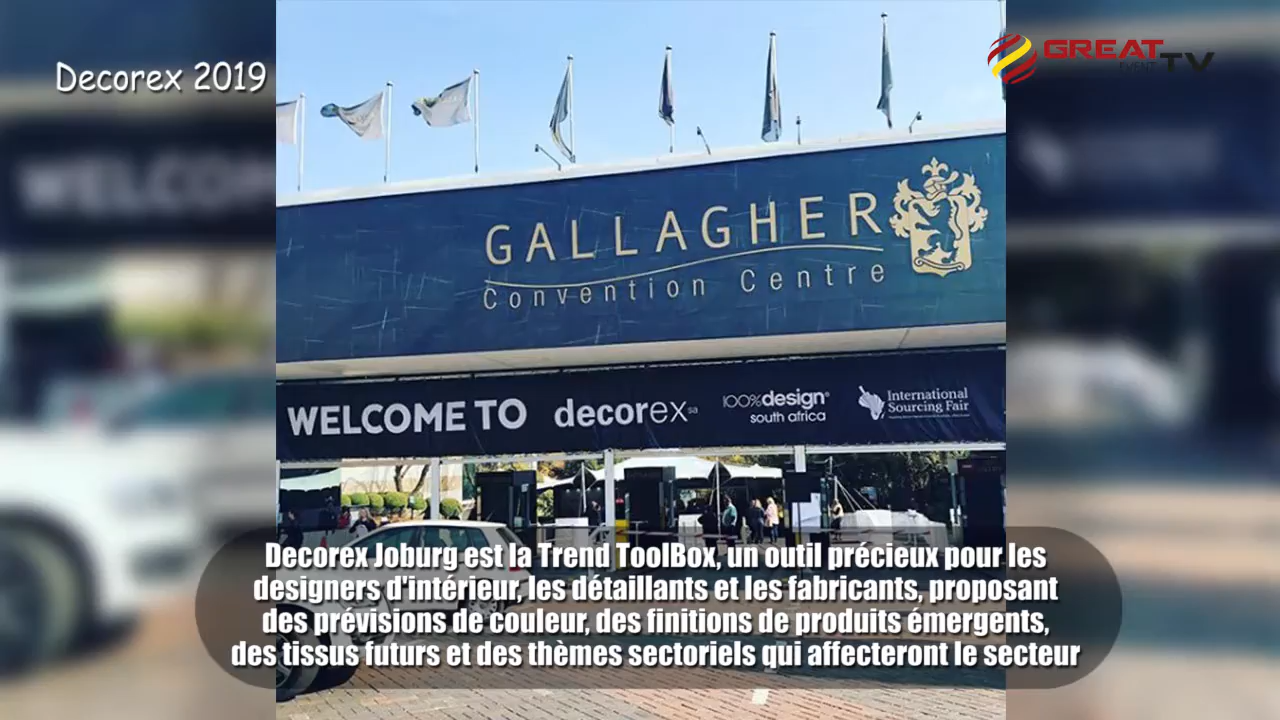 Decorex 2019
GREAT
EVENT TV
GALLAGHER
Convention Centre
WELCOME TO
decorex sa
100% design
south africa
International
Sourcing Fair
Decorex Joburg est la Trend ToolBox, un outil précieux pour les
designers d'intérieur, les détaillants et les fabricants, proposant
des prévisions de couleur, des finitions de produits émergents,
des tissus futurs et des thèmes sectoriels qui affecteront le secteur